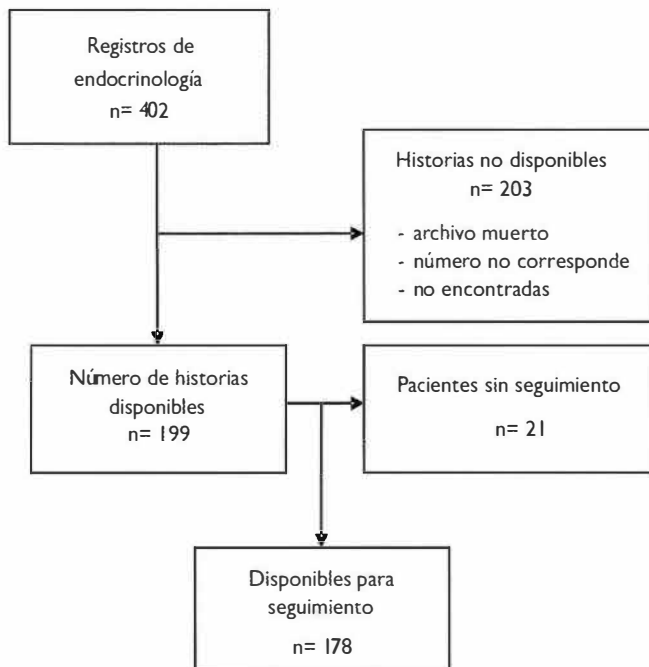 Registros de
endocrinología
n= 402
Historias no disponibles
n= 203
- archivo muerto
- número no corresponde
- no encontradas
Número de historias
disponibles
n= 199
Pacientes sin seguimiento
n= 21
Disponibles para
seguimiento
n= 178